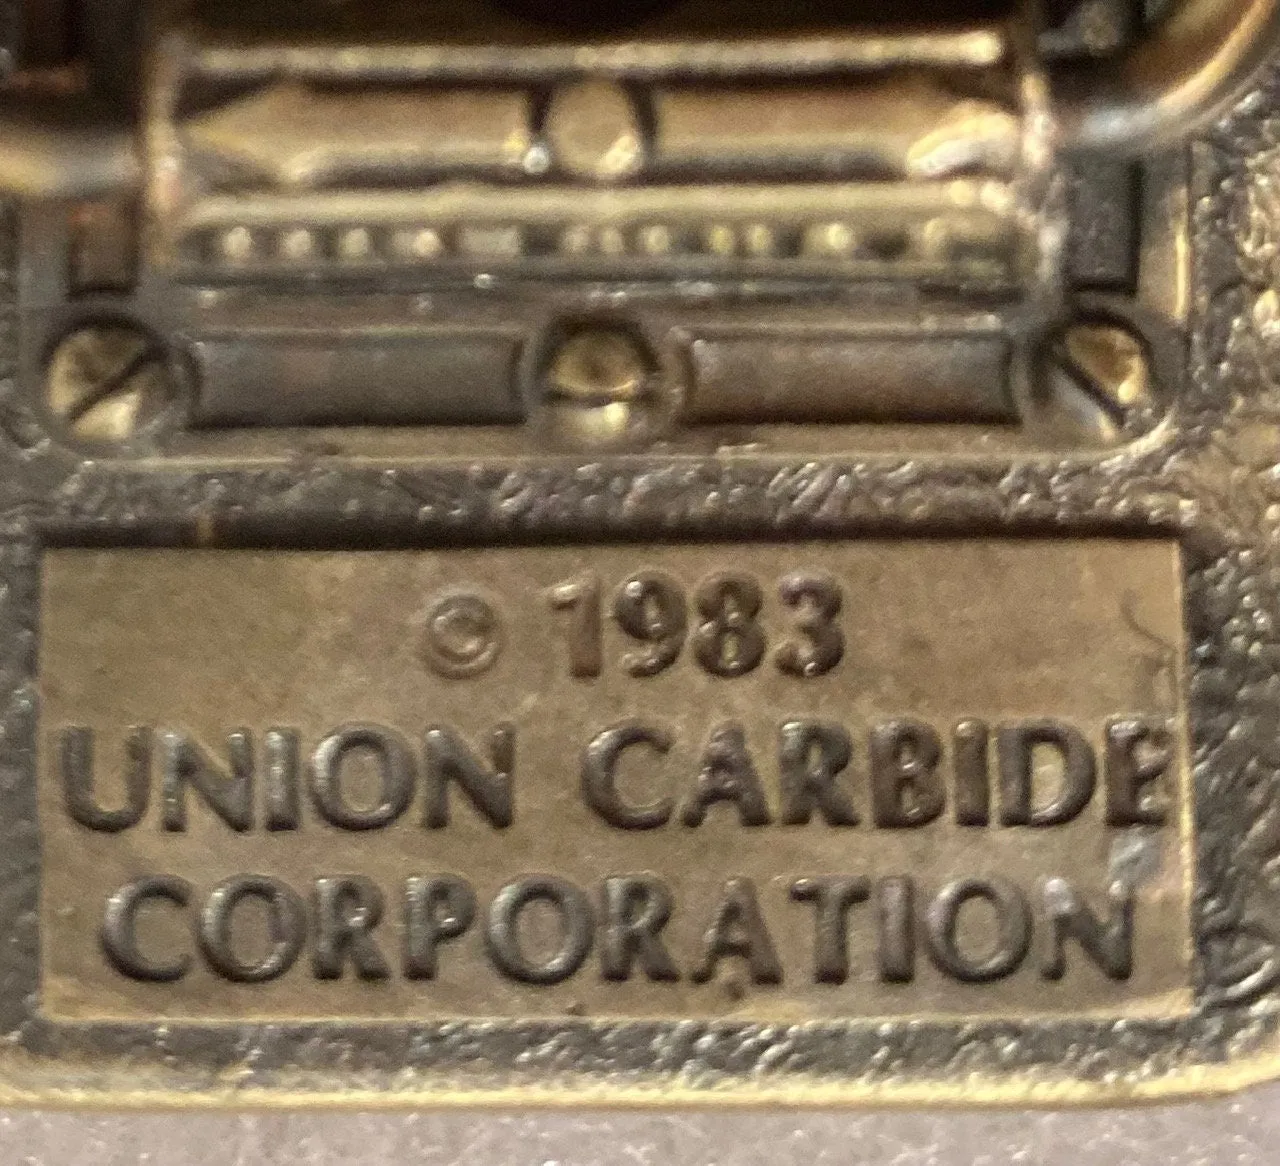 © 1983
UNION CARBIDE
CORPORATION